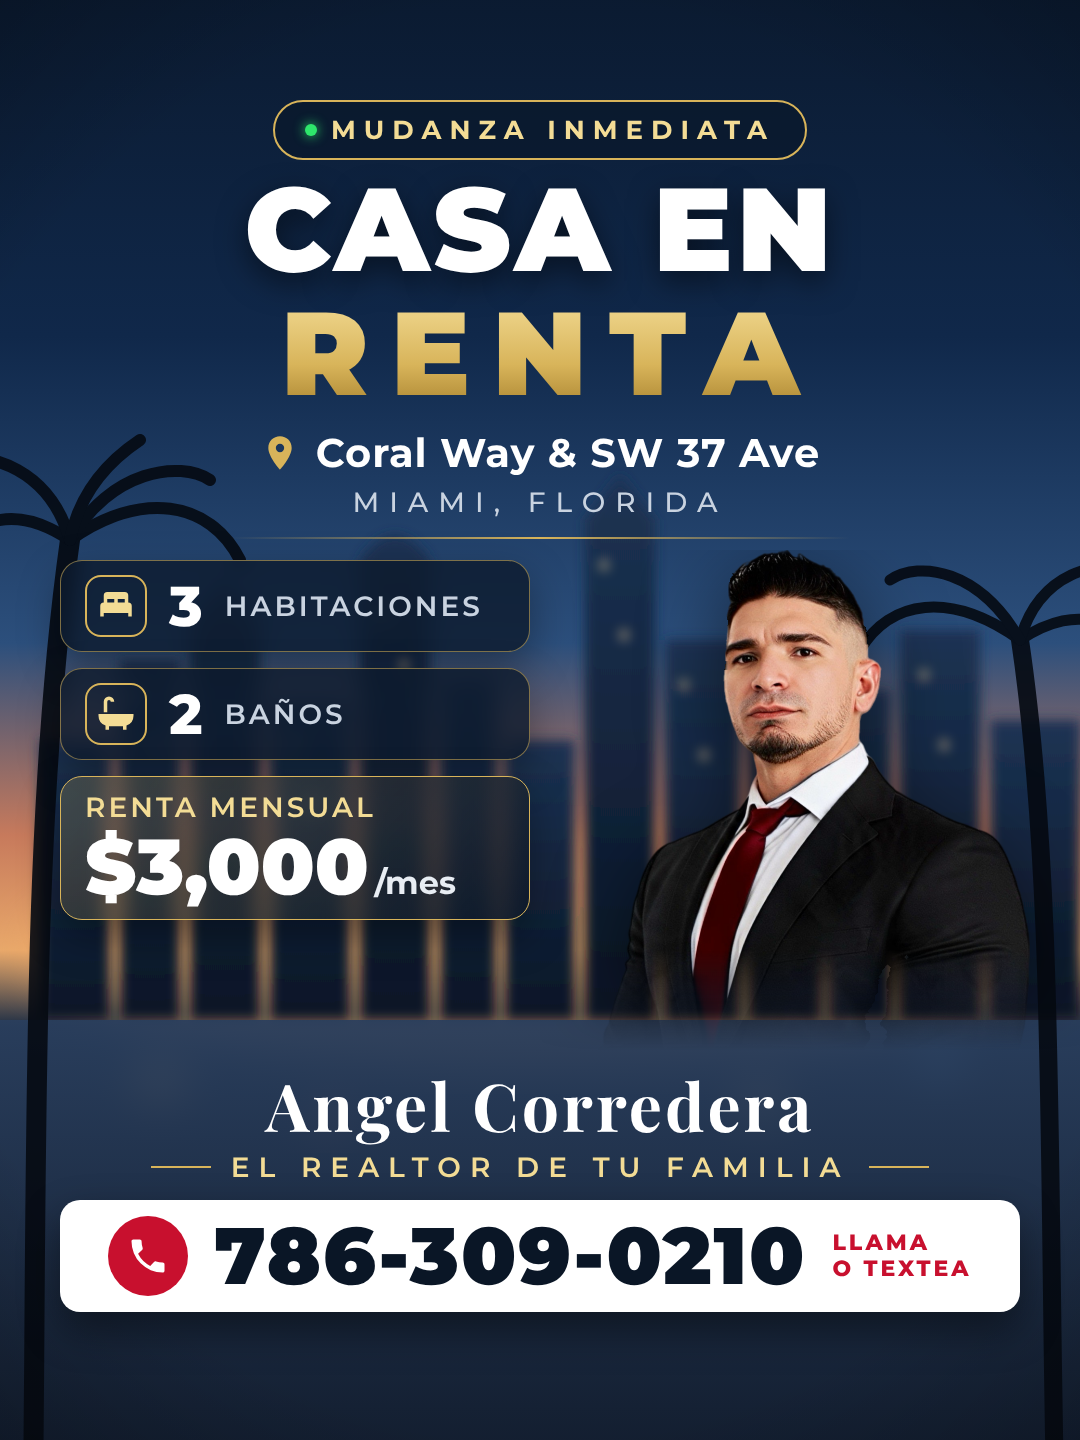 MUDANZA INMEDIATA
CASA EN
RENTA
Coral Way & SW 37 Ave
MIAMI, FLORIDA
3 HABITACIONES
2 BAÑOS
RENTA MENSUAL
$3,000/mes
Angel Corredera
EL REALTOR DE TU FAMILIA
786-309-0210
LLAMA
O TEXTEA